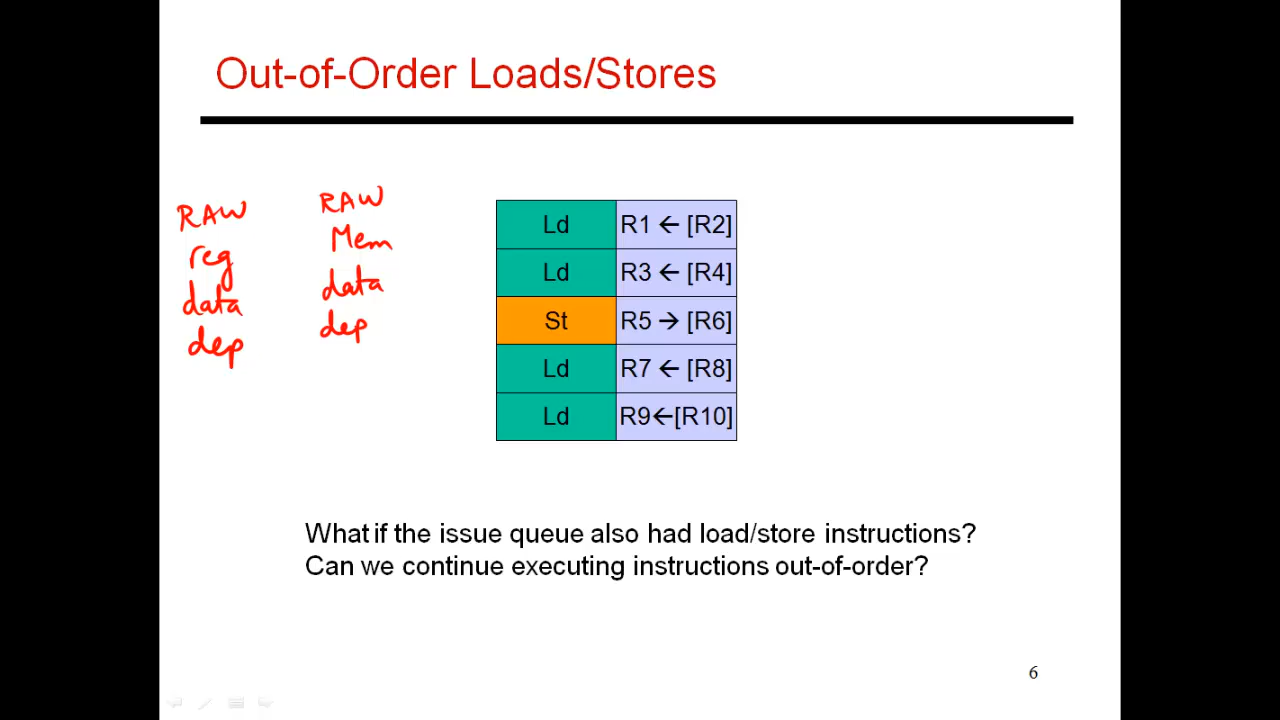 Out-of-Order Loads/Stores
RAW
reg
data
dep
RAW
Mem
data
dep
Ld R1 ← [R2]
Ld R3 ← [R4]
St R5 → [R6]
Ld R7 ← [R8]
Ld R9←[R10]
What if the issue queue also had load/store instructions?
Can we continue executing instructions out-of-order?
6